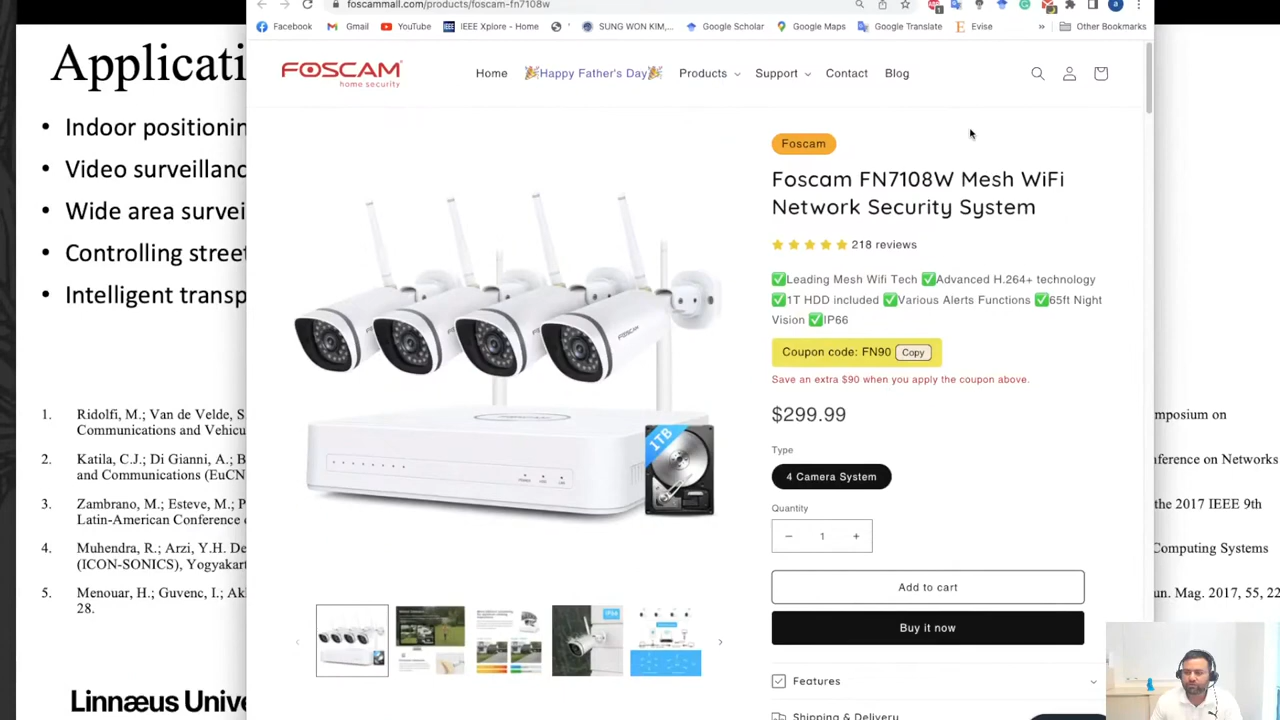 foscammall.com/products/foscam-fn7108w
Facebook Gmail YouTube IEEE Xplore - Home SUNG WON KIM,... Google Scholar Google Maps Google Translate Evise » Other Bookmarks
FOSCAM
home security
Home 🎉Happy Father's Day🎉 Products Support Contact Blog
Applicati
• Indoor positionin
• Video surveillanc
• Wide area survei
• Controlling street
• Intelligent transp
Foscam
Foscam FN7108W Mesh WiFi
Network Security System
218 reviews
✅Leading Mesh Wifi Tech ✅Advanced H.264+ technology
✅1T HDD included ✅Various Alerts Functions ✅65ft Night
Vision ✅IP66
Coupon code: FN90 Copy
Save an extra $90 when you apply the coupon above.
$299.99
Type
4 Camera System
Quantity
− 1 +
Add to cart
Buy it now
Features
Shipping & Delivery
FOSCAM
1TB
1. Ridolfi, M.; Van de Velde, S
mposium on
Communications and Vehicu
2. Katila, C.J.; Di Gianni, A.; B
nference on Networks
and Communications (EuCN
3. Zambrano, M.; Esteve, M.; P
the 2017 IEEE 9th
Latin-American Conference
4. Muhendra, R.; Arzi, Y.H. De
Computing Systems
(ICON-SONICS), Yogyakart
5. Menouar, H.; Guvenc, I.; Ak
un. Mag. 2017, 55, 22
28.
Linnæus Unive